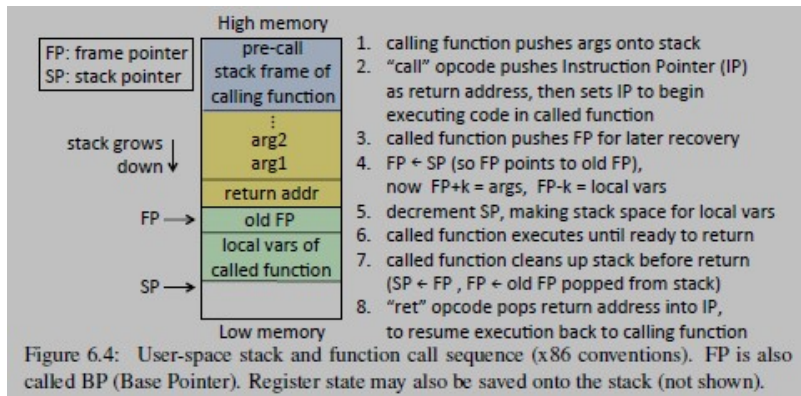 High memory
FP: frame pointer
SP: stack pointer
pre-call
stack frame of
calling function
⋮
arg2
arg1
stack grows
down ↓
return addr
FP →
old FP
local vars of
called function
SP →
Low memory
1. calling function pushes args onto stack
2. “call” opcode pushes Instruction Pointer (IP)
as return address, then sets IP to begin
executing code in called function
3. called function pushes FP for later recovery
4. FP ← SP (so FP points to old FP),
now FP+k = args, FP-k = local vars
5. decrement SP, making stack space for local vars
6. called function executes until ready to return
7. called function cleans up stack before return
(SP ← FP , FP ← old FP popped from stack)
8. “ret” opcode pops return address into IP,
to resume execution back to calling function
Figure 6.4: User-space stack and function call sequence (x86 conventions). FP is also
called BP (Base Pointer). Register state may also be saved onto the stack (not shown).